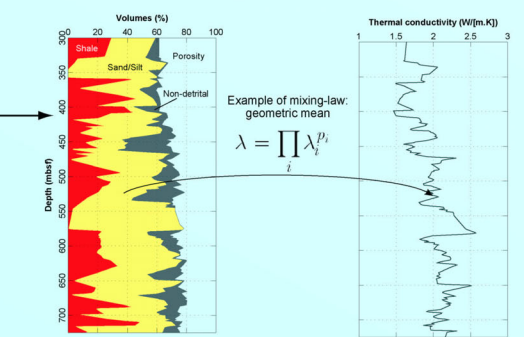 Volumes (%)
0 20 40 60 80 100
300
350
400
450
500
550
600
650
700
Depth (mbsf)
Shale
Sand/Silt
Porosity
Non-detrital
Example of mixing-law:
geometric mean
λ = ∏ᵢ λᵢ^pᵢ
Thermal conductivity (W/[m.K])
1 1.5 2 2.5 3